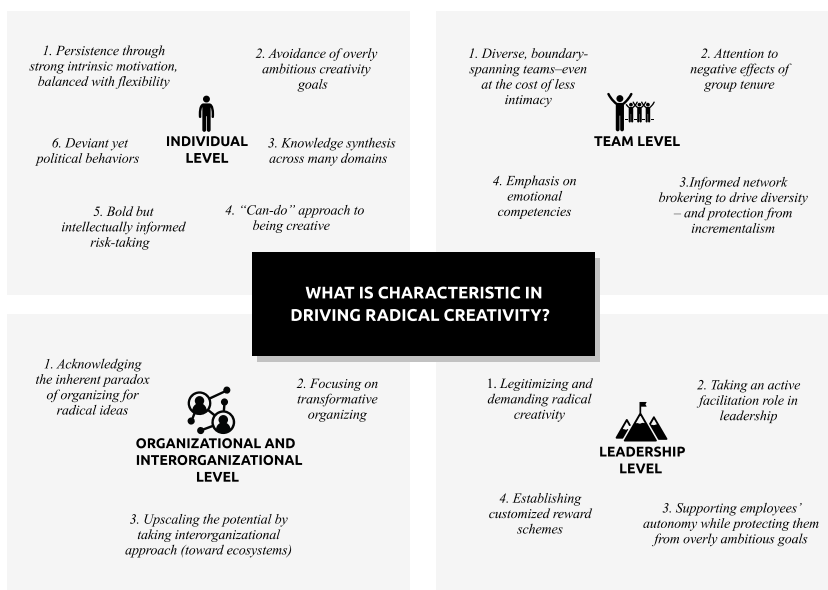 1. Persistence through
strong intrinsic motivation,
balanced with flexibility
2. Avoidance of overly
ambitious creativity
goals
INDIVIDUAL
LEVEL
6. Deviant yet
political behaviors
3. Knowledge synthesis
across many domains
5. Bold but
intellectually informed
risk-taking
4. “Can-do” approach to
being creative
1. Diverse, boundary-
spanning teams–even
at the cost of less
intimacy
2. Attention to
negative effects of
group tenure
TEAM LEVEL
4. Emphasis on
emotional
competencies
3.Informed network
brokering to drive diversity
– and protection from
incrementalism
WHAT IS CHARACTERISTIC IN
DRIVING RADICAL CREATIVITY?
1. Acknowledging
the inherent paradox
of organizing for
radical ideas
2. Focusing on
transformative
organizing
ORGANIZATIONAL AND
INTERORGANIZATIONAL
LEVEL
3. Upscaling the potential by
taking interorganizational
approach (toward ecosystems)
1. Legitimizing and
demanding radical
creativity
2. Taking an active
facilitation role in
leadership
LEADERSHIP
LEVEL
4. Establishing
customized reward
schemes
3. Supporting employees’
autonomy while protecting them
from overly ambitious goals